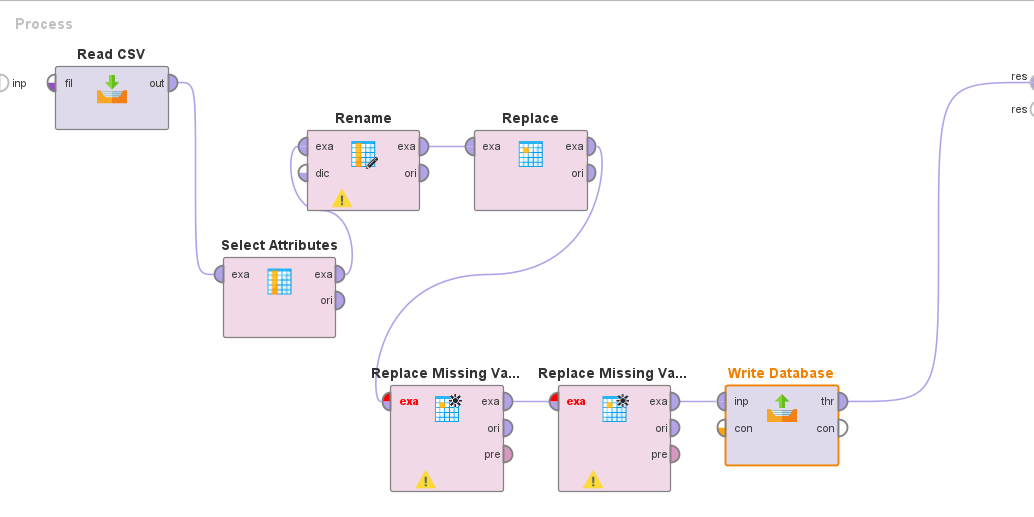 Process
Read CSV
inp
fil
out
res
res
Rename
exa
exa
dic
ori
Replace
exa
exa
ori
Select Attributes
exa
exa
ori
Replace Missing Va...
exa
exa
ori
pre
Replace Missing Va...
exa
exa
ori
pre
Write Database
inp
thr
con
con